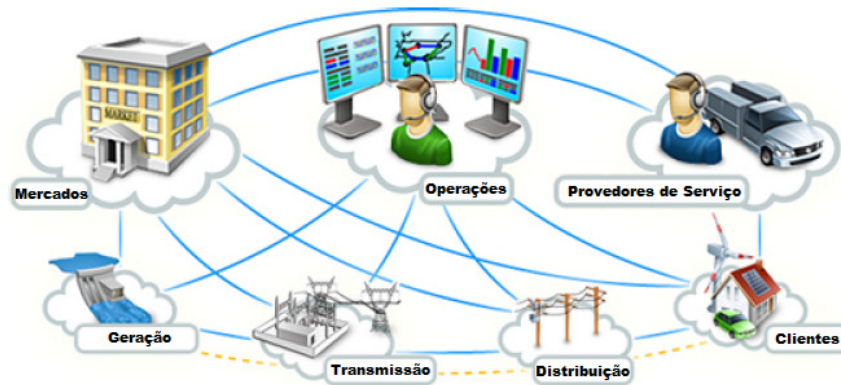 MARKET
Mercados
Operações
Provedores de Serviço
Geração
Transmissão
Distribuição
Clientes